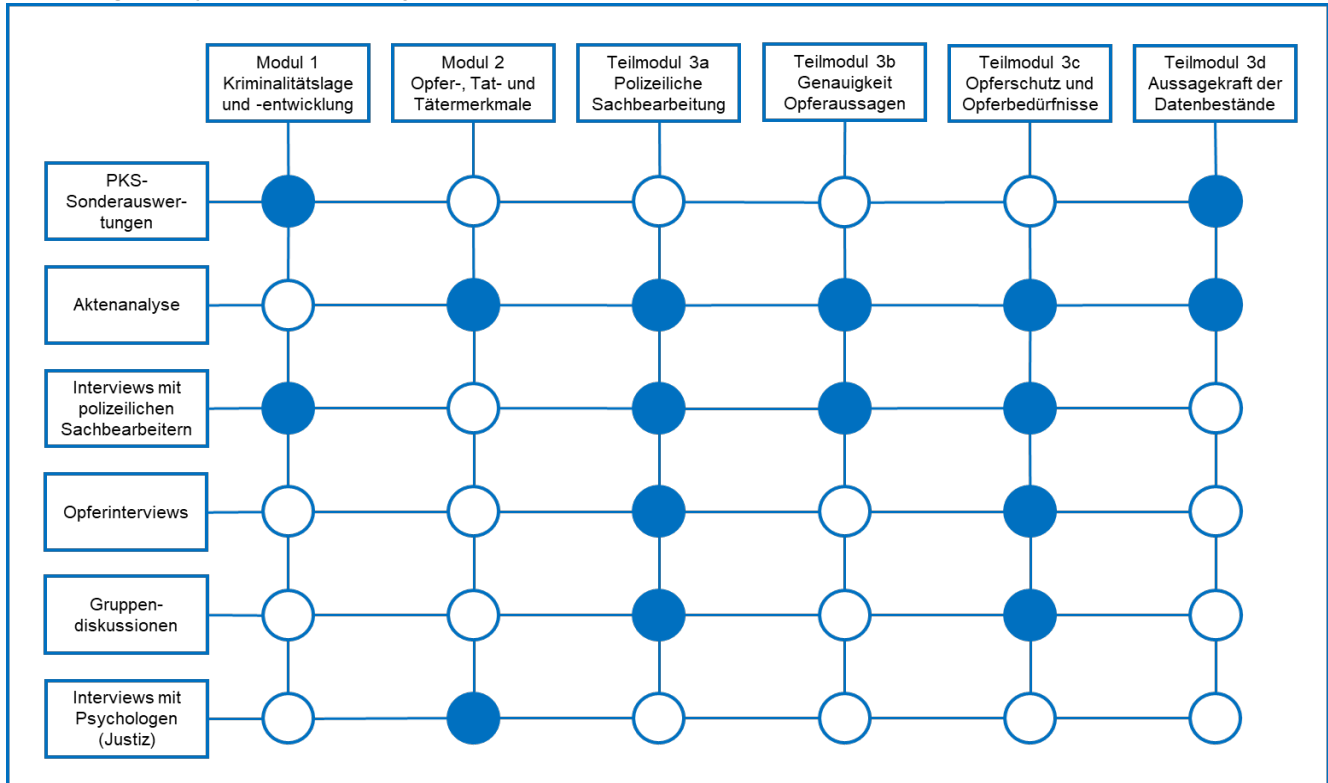 Modul 1
Kriminalitätslage
und -entwicklung
Modul 2
Opfer-, Tat- und
Tätermerkmale
Teilmodul 3a
Polizeiliche
Sachbearbeitung
Teilmodul 3b
Genauigkeit
Opferaussagen
Teilmodul 3c
Opferschutz und
Opferbedürfnisse
Teilmodul 3d
Aussagekraft der
Datenbestände
PKS-
Sonderauswer-
tungen
Aktenanalyse
Interviews mit
polizeilichen
Sachbearbeitern
Opferinterviews
Gruppen-
diskussionen
Interviews mit
Psychologen
(Justiz)